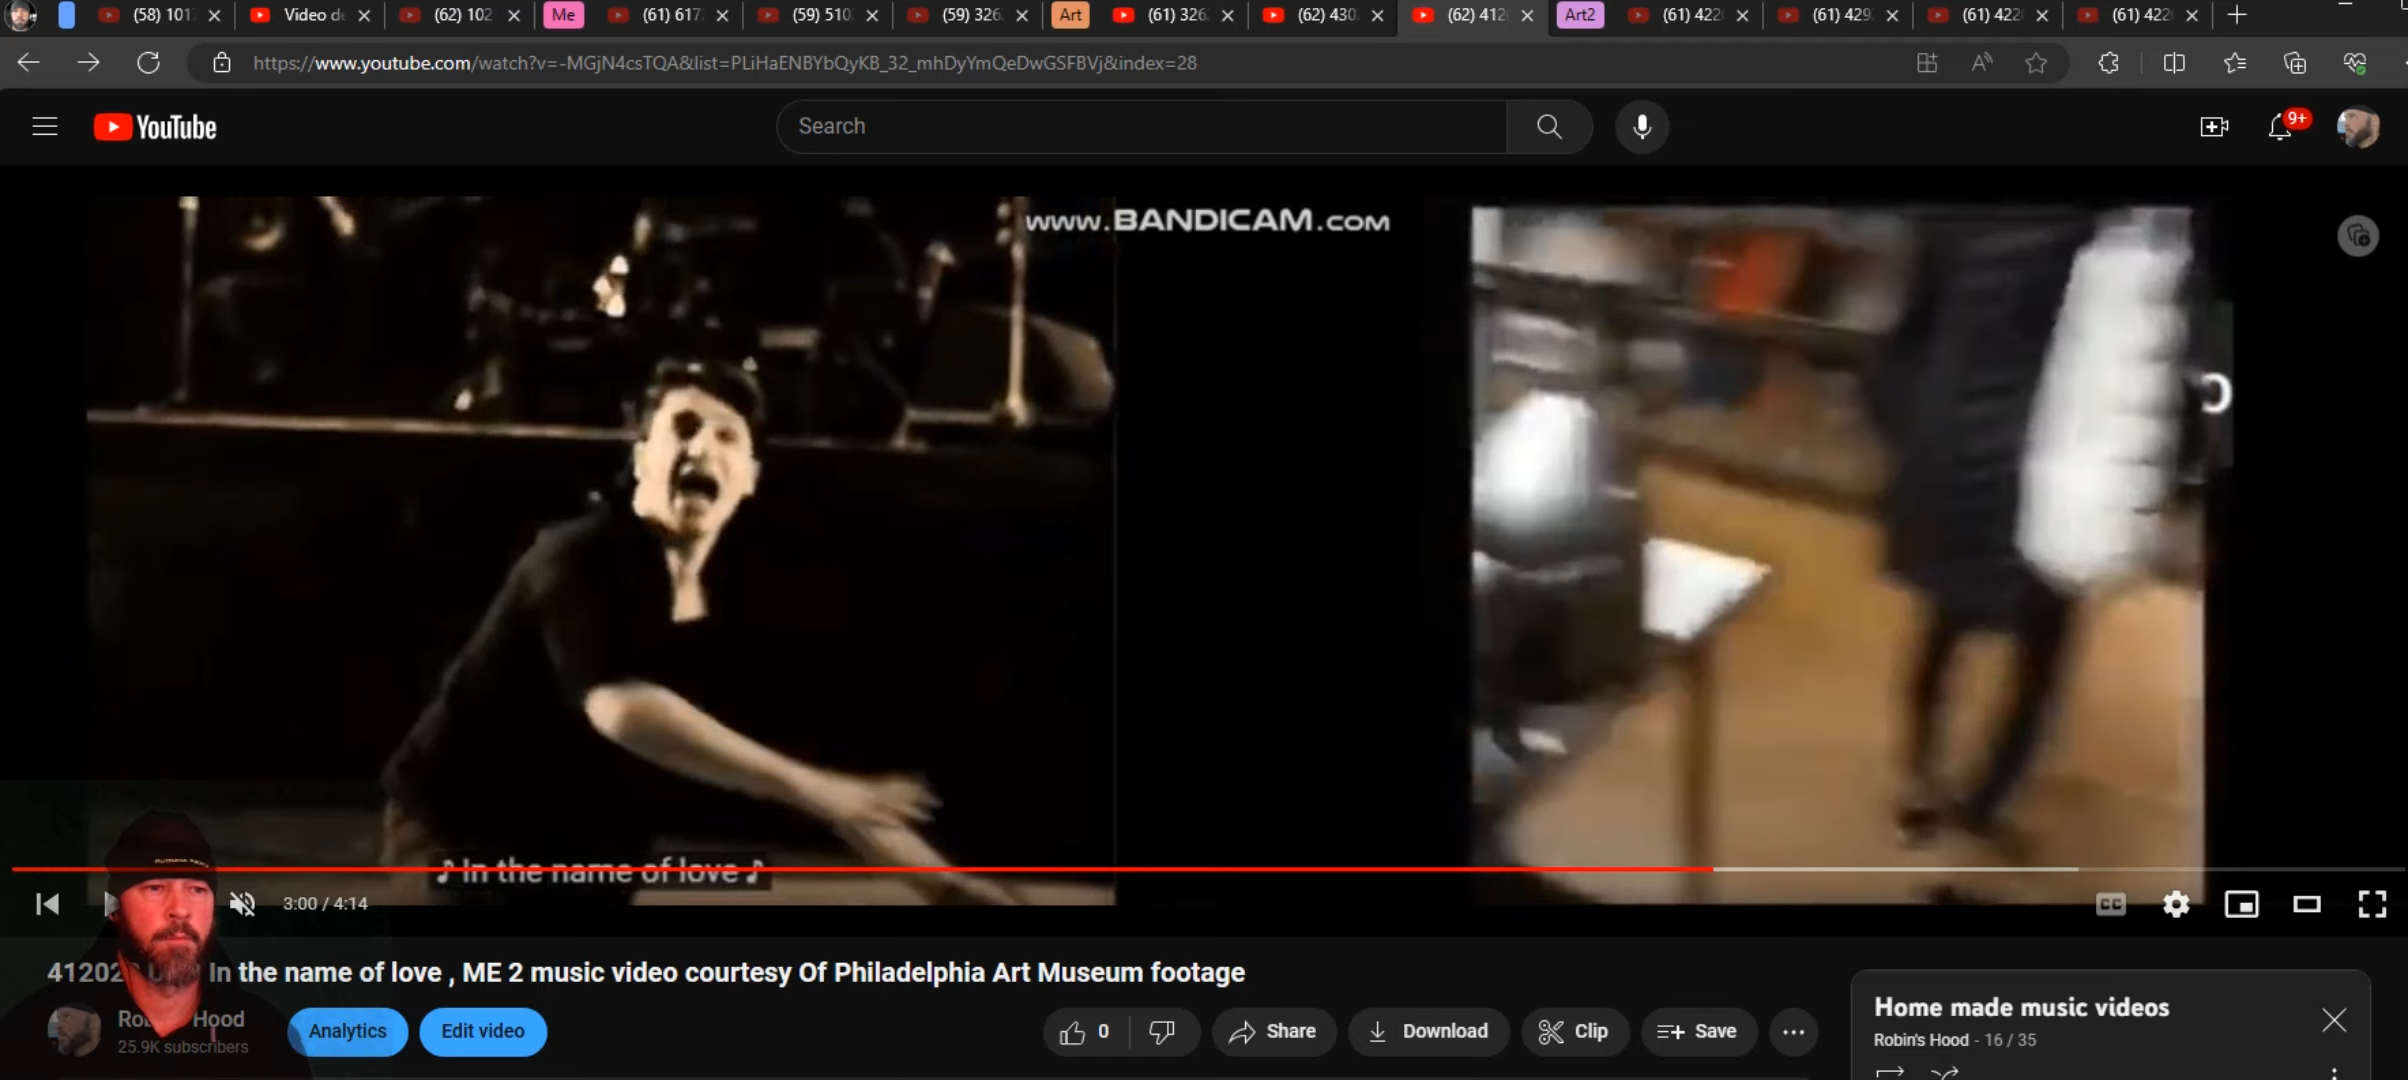 (58) 101
Video de
(62) 102
Me
(61) 617
(59) 510
(59) 326
Art
(61) 326
(62) 430
(62) 412
Art2
(61) 422
(61) 429
(61) 422
(61) 422
https://www.youtube.com/watch?v=-MGjN4csTQA&list=PLiHaENBYbQyKB_32_mhDyYmQeDwGSFBVj&index=28
YouTube
Search
9+
www.BANDICAM.COM
♪ In the name of love ♪
3:00 / 4:14
CC
41202 In the name of love , ME 2 music video courtesy Of Philadelphia Art Museum footage
Hood
25.9K subscribers
Analytics
Edit video
0
Share
Download
Clip
Save
Home made music videos
Robin's Hood - 16 / 35